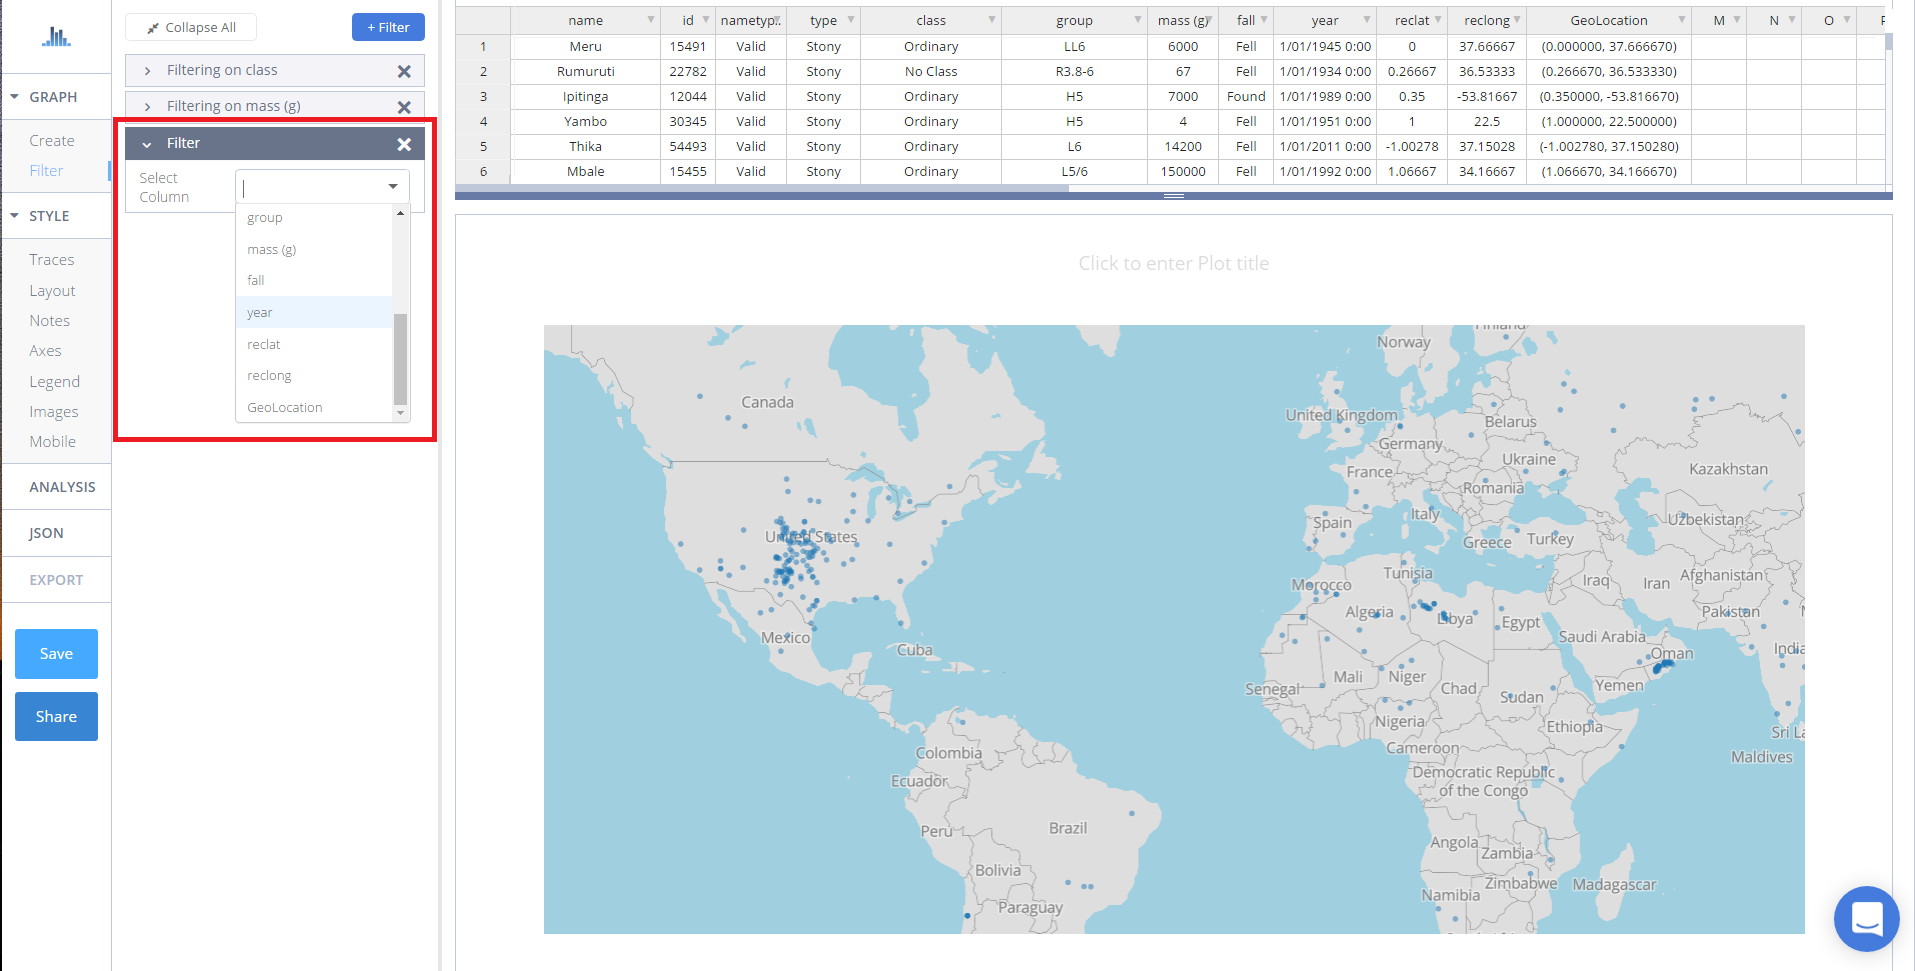 Collapse All
+ Filter
Filtering on class
Filtering on mass (g)
Filter
Select
Column
group
mass (g)
fall
year
reclat
reclong
GeoLocation
GRAPH
Create
Filter
STYLE
Traces
Layout
Notes
Axes
Legend
Images
Mobile
ANALYSIS
JSON
EXPORT
Save
Share
name id nametyp.. type class group mass (g) fall year reclat reclong GeoLocation M N O
1 Meru 15491 Valid Stony Ordinary LL6 6000 Fell 1/01/1945 0:00 0 37.66667 (0.000000, 37.666670)
2 Rumuruti 22782 Valid Stony No Class R3.8-6 67 Fell 1/01/1934 0:00 0.26667 36.53333 (0.266670, 36.533330)
3 Ipitinga 12044 Valid Stony Ordinary H5 7000 Found 1/01/1989 0:00 0.35 -53.81667 (0.350000, -53.816670)
4 Yambo 30345 Valid Stony Ordinary H5 4 Fell 1/01/1951 0:00 1 22.5 (1.000000, 22.500000)
5 Thika 54493 Valid Stony Ordinary L6 14200 Fell 1/01/2011 0:00 -1.00278 37.15028 (-1.002780, 37.150280)
6 Mbale 15455 Valid Stony Ordinary L5/6 150000 Fell 1/01/1992 0:00 1.06667 34.16667 (1.066670, 34.166670)
Click to enter Plot title
Finland
Norway
Canada
United Kingdom
Belarus
Germany
Ukraine
France
Kazakhstan
Romania
Italy
Spain
Uzbekistan
United States
Greece
Turkey
Tunisia
Iraq
Iran
Afghanistan
Morocco
Algeria
Libya
Egypt
Pakistan
Mexico
Saudi Arabia
Cuba
Oman
India
Mali
Niger
Senegal
Chad
Sudan
Yemen
Nigeria
Ethiopia
Sri La
Colombia
Cameroon
Maldives
Ecuador
Democratic Republic
of the Congo
Peru
Brazil
Angola
Zambia
Bolivia
Zimbabwe
Madagascar
Namibia
Paraguay